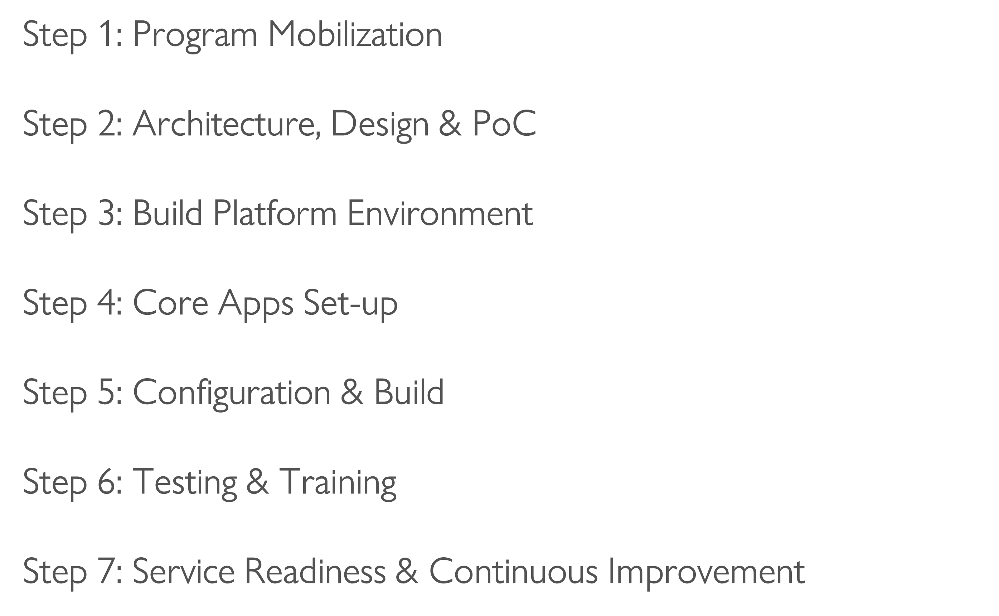 Step 1: Program Mobilization
Step 2: Architecture, Design & PoC
Step 3: Build Platform Environment
Step 4: Core Apps Set-up
Step 5: Configuration & Build
Step 6: Testing & Training
Step 7: Service Readiness & Continuous Improvement